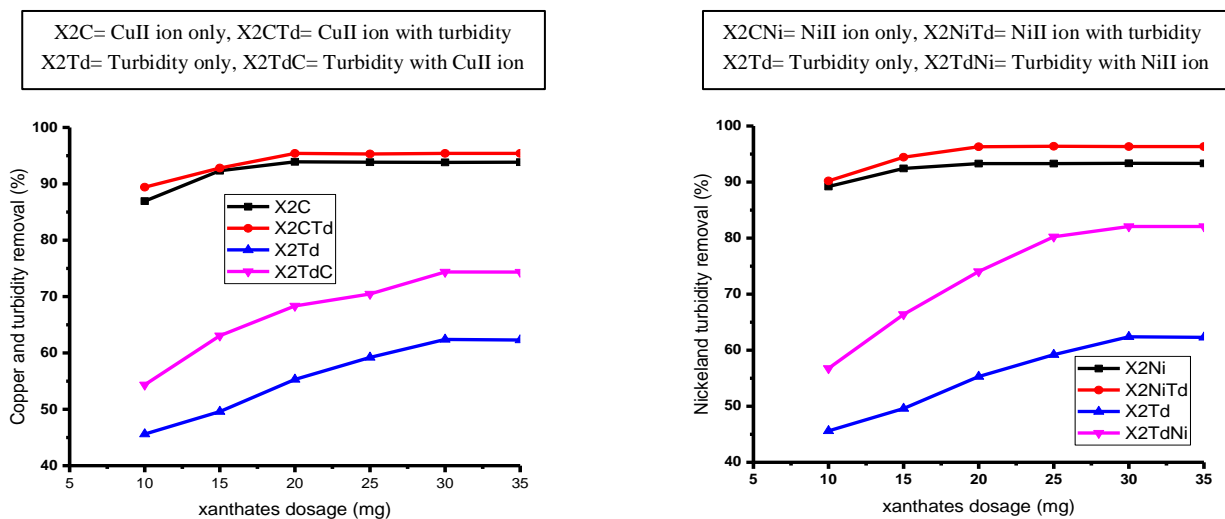 X2C= CuII ion only, X2CTd= CuII ion with turbidity
X2Td= Turbidity only, X2TdC= Turbidity with CuII ion
Copper and turbidity removal (%)
100
90
80
70
60
50
40
X2C
X2CTd
X2Td
X2TdC
5
10
15
20
25
30
35
xanthates dosage (mg)
X2CNi= NiII ion only, X2NiTd= NiII ion with turbidity
X2Td= Turbidity only, X2TdNi= Turbidity with NiII ion
Nickeland turbidity removal (%)
100
90
80
70
60
50
40
X2Ni
X2NiTd
X2Td
X2TdNi
5
10
15
20
25
30
35
xanthates dosage (mg)